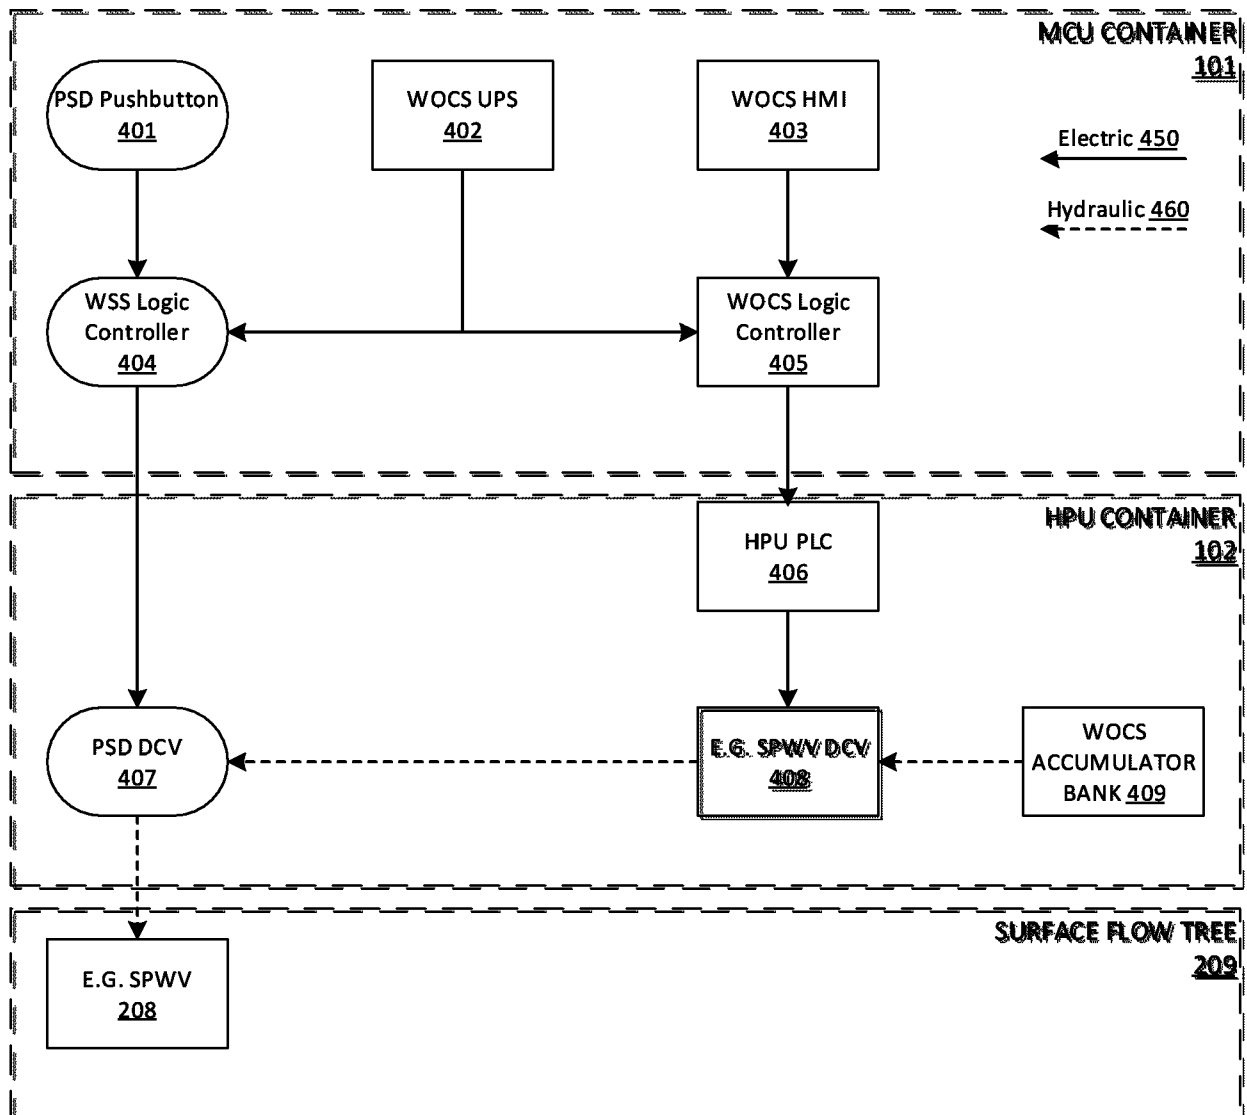 MCU CONTAINER
101
PSD Pushbutton
401
WOCS UPS
402
WOCS HMI
403
Electric 450
Hydraulic 460
WSS Logic
Controller
404
WOCS Logic
Controller
405
HPU CONTAINER
102
HPU PLC
406
PSD DCV
407
E.G. SPWV DCV
408
WOCS
ACCUMULATOR
BANK 409
SURFACE FLOW TREE
209
E.G. SPWV
208